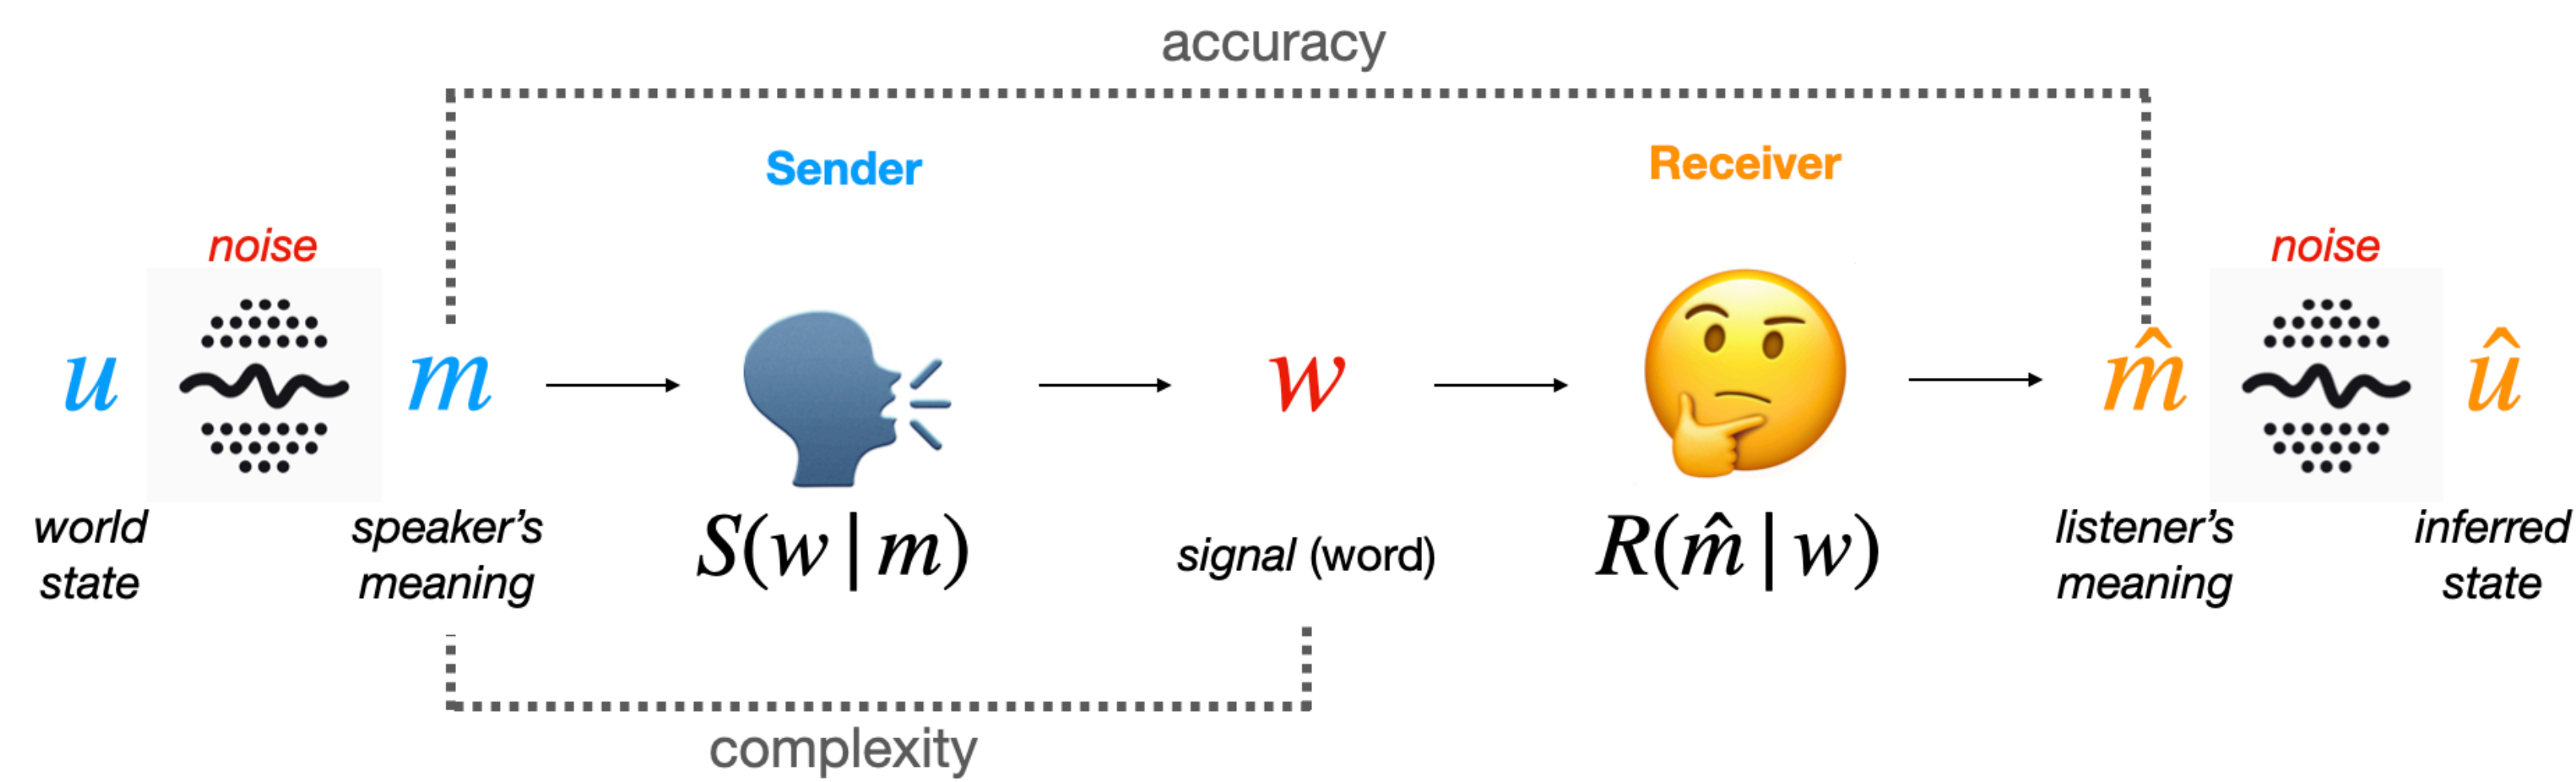 accuracy
Sender
Receiver
noise
noise
u
m
w
m̂
û
world
state
speaker's
meaning
S(w | m)
signal (word)
R(m̂ | w)
listener's
meaning
inferred
state
complexity